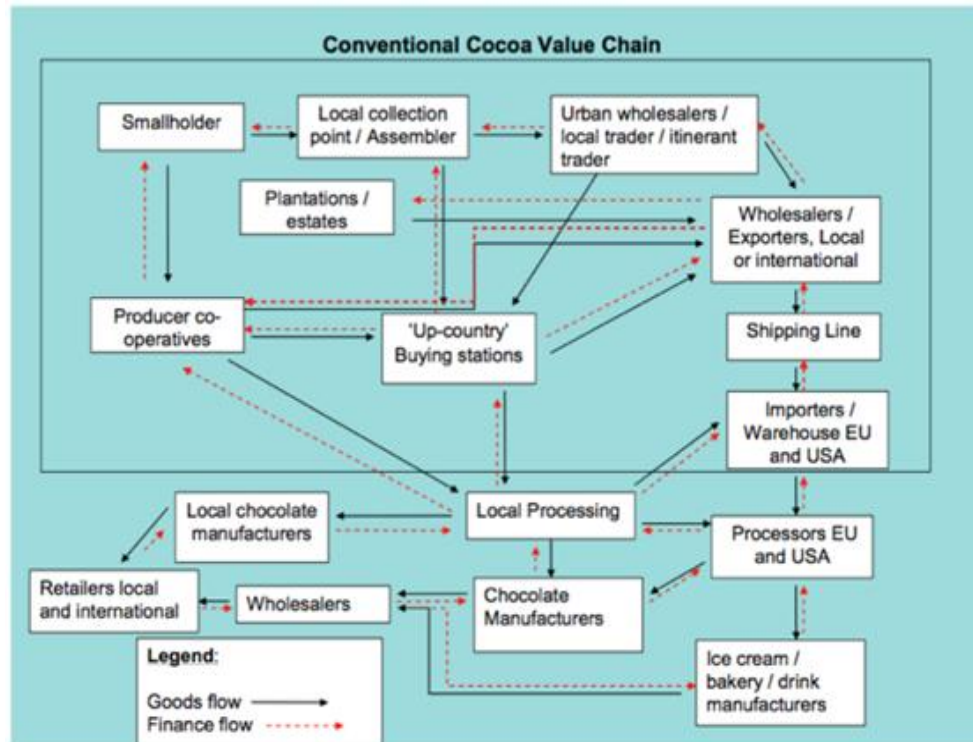 Conventional Cocoa Value Chain
Smallholder
Local collection
point / Assembler
Urban wholesalers /
local trader / itinerant
trader
Plantations /
estates
Wholesalers /
Exporters, Local
or international
Producer co-
operatives
'Up-country'
Buying stations
Shipping Line
Importers /
Warehouse EU
and USA
Local chocolate
manufacturers
Local Processing
Processors EU
and USA
Retailers local
and international
Wholesalers
Chocolate
Manufacturers
Ice cream /
bakery / drink
manufacturers
Legend:
Goods flow
Finance flow